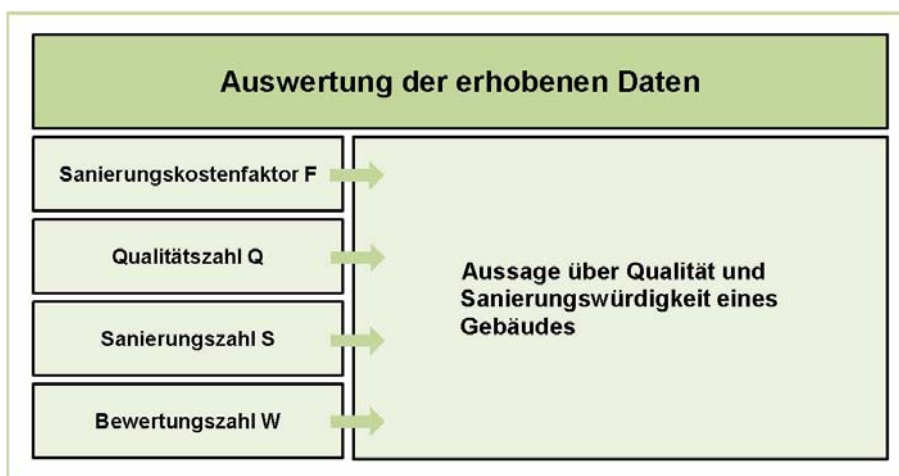 Auswertung der erhobenen Daten
Sanierungskostenfaktor F
Qualitätszahl Q
Sanierungszahl S
Bewertungszahl W
Aussage über Qualität und
Sanierungswürdigkeit eines
Gebäudes